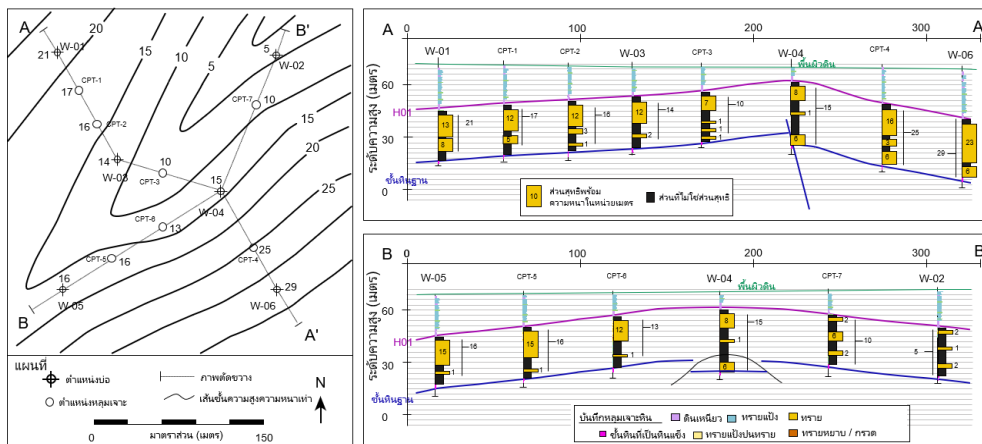 A
20
15
10
5
B'
21
W-01
5
W-02
CPT-1
17
CPT-7
10
16
CPT-2
15
14
W-03
10
CPT-3
15
W-04
20
25
CPT-6
13
25
CPT-4
CPT-5
16
16
W-05
B
29
W-06
A'
แผนที่
ตำแหน่งบ่อ
ภาพตัดขวาง
N
ตำแหน่งหลุมเจาะ
เส้นชั้นความสูงความหนาเท่า
0 มาตราส่วน (เมตร) 150
0 100 200 300
A A'
W-01 CPT-1 CPT-2 W-03 CPT-3 W-04 CPT-4 W-06
พื้นผิวดิน
ระดับความสูง (เมตร)
60
30
0
H01
ชั้นหินฐาน
13 8 21
12 5 17
12 3 2 16
12 2 14
7 1 1 1 10
8 1 6 15
16 3 6 25
23 6 29
10 ส่วนสุทธิพร้อมความหนาในหน่วยเมตร
ส่วนที่ไม่ใช่ส่วนสุทธิ
0 100 200 300
B B'
W-05 CPT-5 CPT-6 W-04 CPT-7 W-02
พื้นผิวดิน
ระดับความสูง (เมตร)
60
30
0
H01
ชั้นหินฐาน
15 1 16
15 1 16
12 1 13
8 1 6 15
2 6 2 10
2 1 2 5
บันทึกหลุมเจาะหิน
ดินเหนียว
ทรายแป้ง
ทราย
ชั้นหินที่เป็นหินแข็ง
ทรายแป้งปนทราย
ทรายหยาบ / กรวด